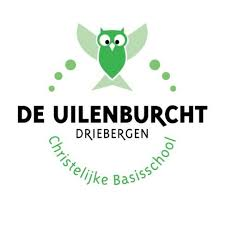 DE UILENBURCHT
DRIEBERGEN
Christelijke Basisschool